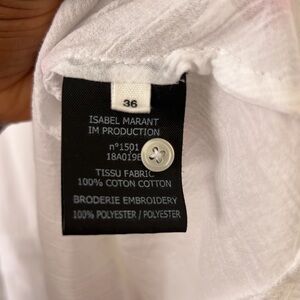 36
ISABEL MARANT
IM PRODUCTION
n°1501
18A019E
TISSU FABRIC
100% COTON COTTON
BRODERIE EMBROIDERY
100% POLYESTER / POLYESTER